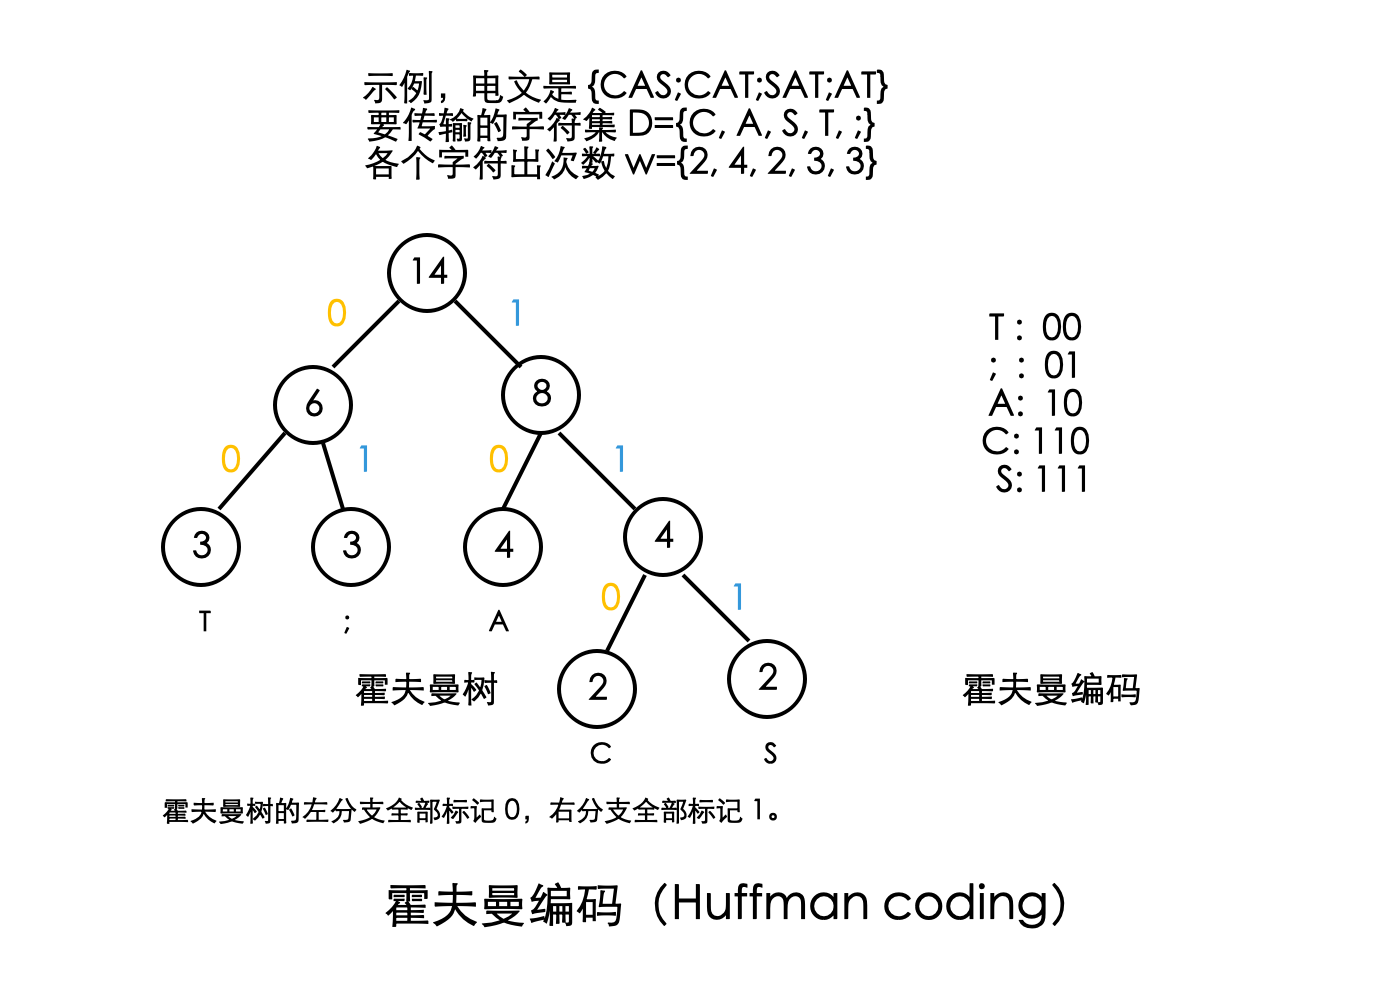 示例，电文是 {CAS;CAT;SAT;AT}
要传输的字符集 D={C, A, S, T, ;}
各个字符出次数 w={2, 4, 2, 3, 3}
14
0 1
6 8
0 1 0 1
3 3 4 4
0 1
T ; A
2 2
C S
T : 00
; : 01
A: 10
C: 110
S: 111
霍夫曼树
霍夫曼编码
霍夫曼树的左分支全部标记 0，右分支全部标记 1。
霍夫曼编码（Huffman coding）